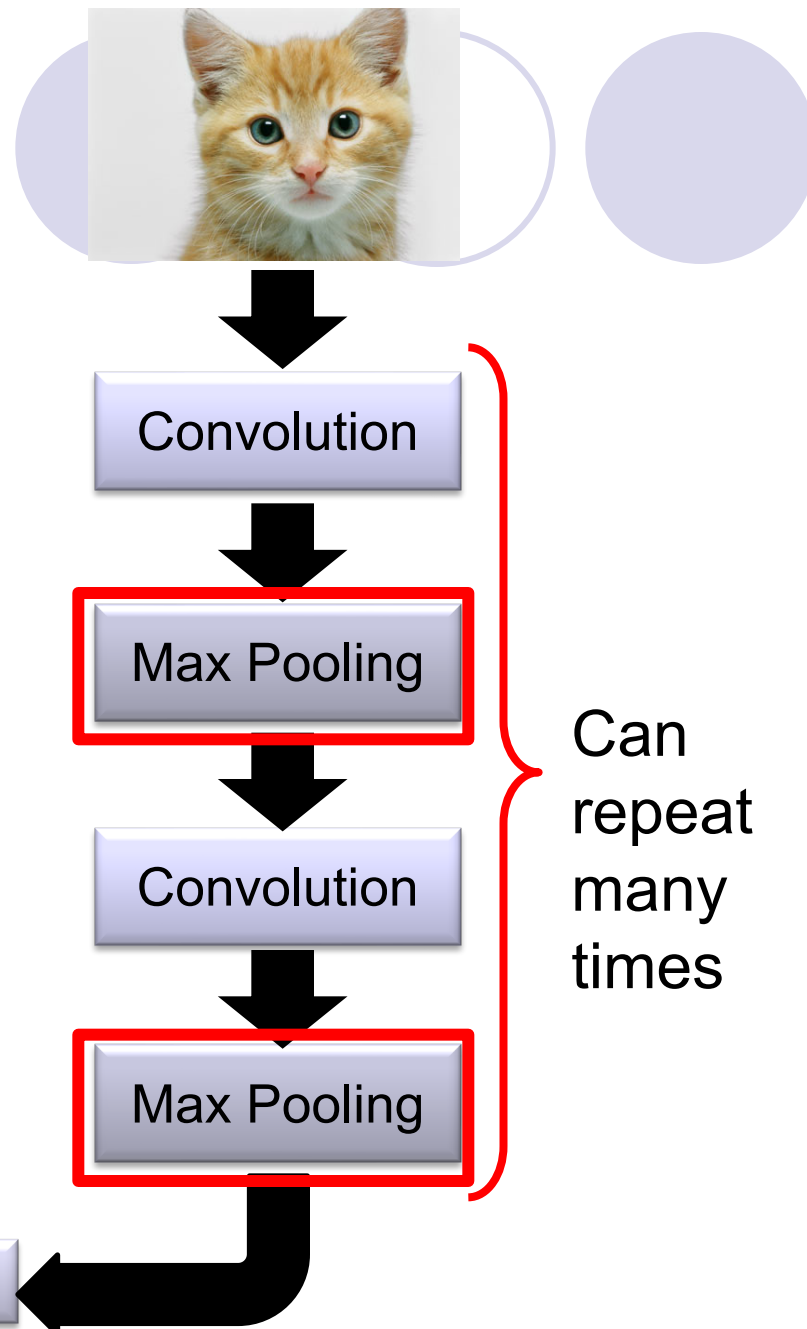 Convolution
Max Pooling
Convolution
Max Pooling
Can
repeat
many
times